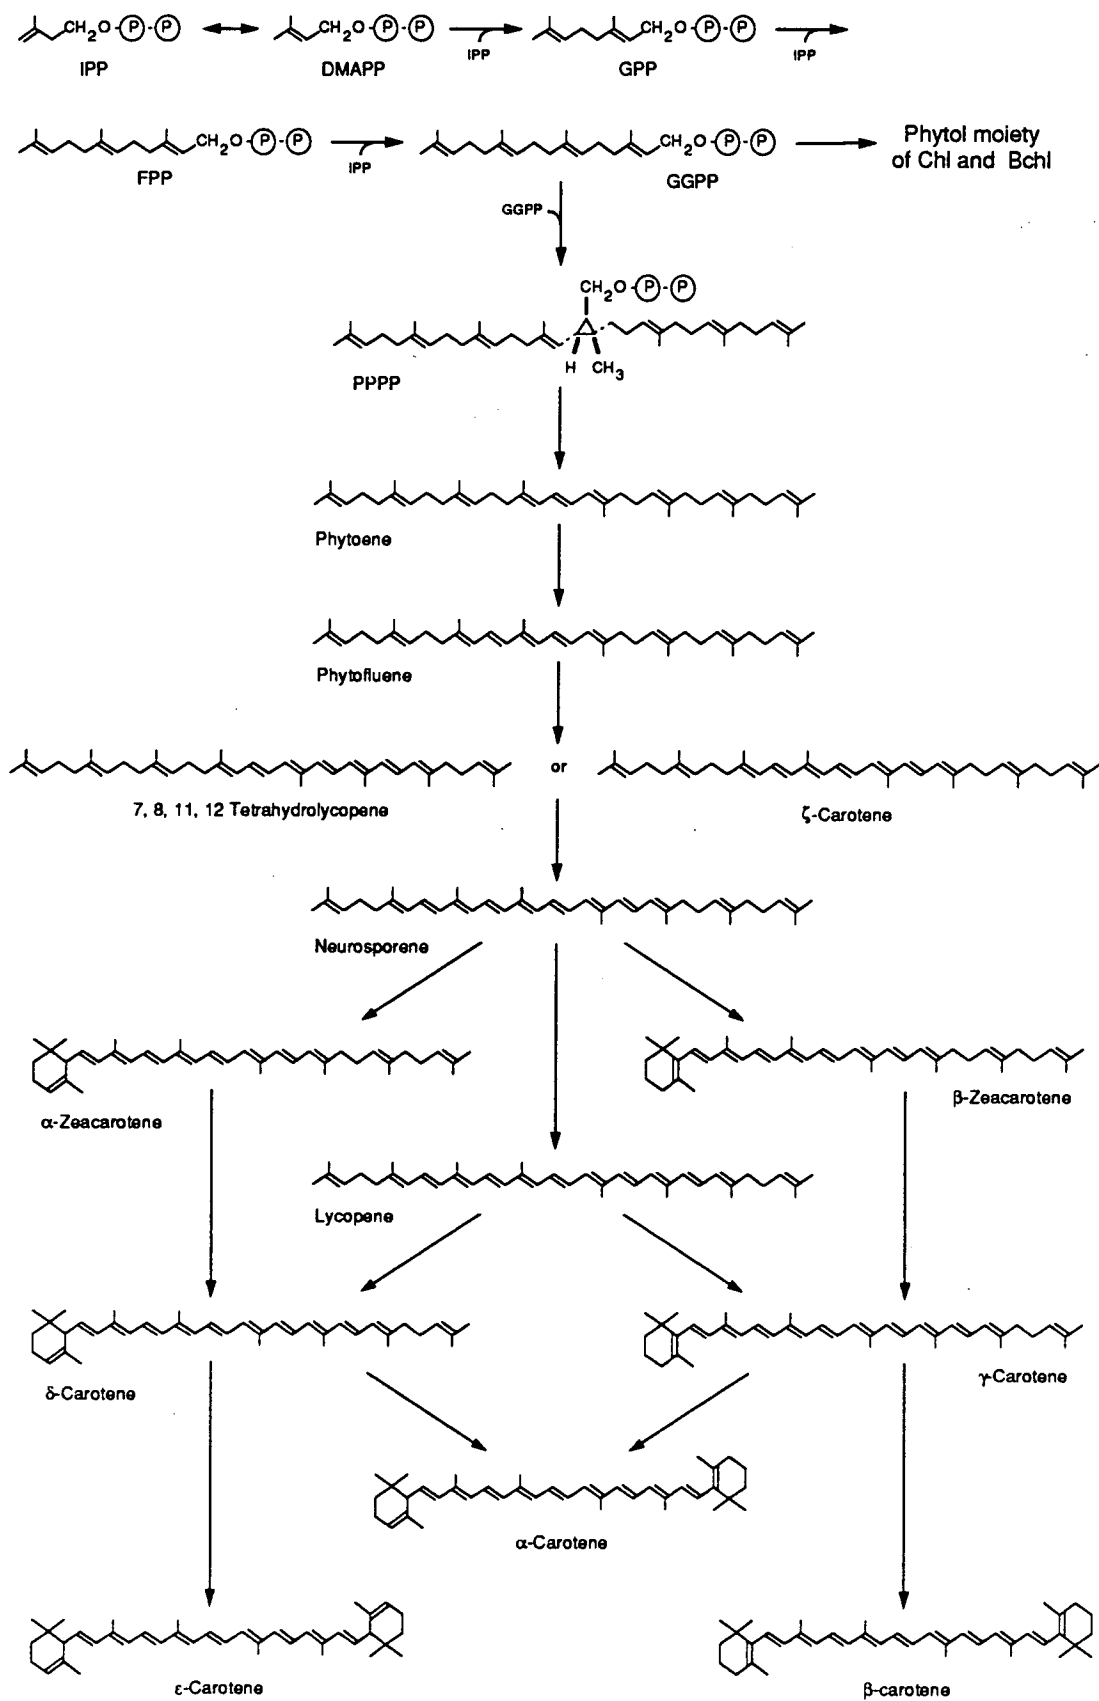 CH2O-P-P
CH2O-P-P
CH2O-P-P
IPP
IPP
IPP
DMAPP
GPP
CH2O-P-P
CH2O-P-P
Phytol moiety
of Chl and Bchl
IPP
FPP
GGPP
GGPP
CH2O-P-P
H CH3
PPPP
Phytoene
Phytofluene
or
7, 8, 11, 12 Tetrahydrolycopene
ζ-Carotene
Neurosporene
α-Zeacarotene
β-Zeacarotene
Lycopene
δ-Carotene
γ-Carotene
α-Carotene
ε-Carotene
β-carotene